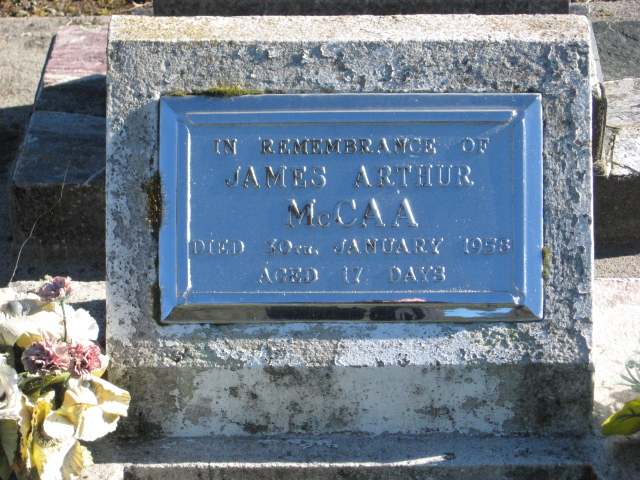 IN REMEMBRANCE OF
JAMES ARTHUR
McCAA
DIED 30TH. JANUARY 1958
AGED 17 DAYS